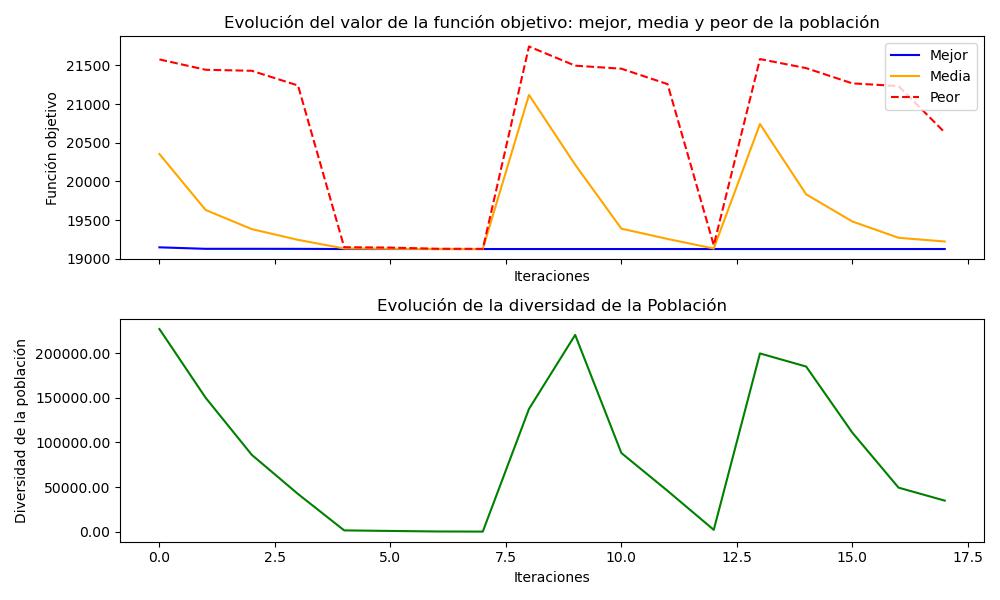 Evolución del valor de la función objetivo: mejor, media y peor de la población
Función objetivo
21500
21000
20500
20000
19500
19000
Mejor
Media
Peor
Iteraciones
Evolución de la diversidad de la Población
Diversidad de la población
200000.00
150000.00
100000.00
50000.00
0.00
0.0 2.5 5.0 7.5 10.0 12.5 15.0 17.5
Iteraciones